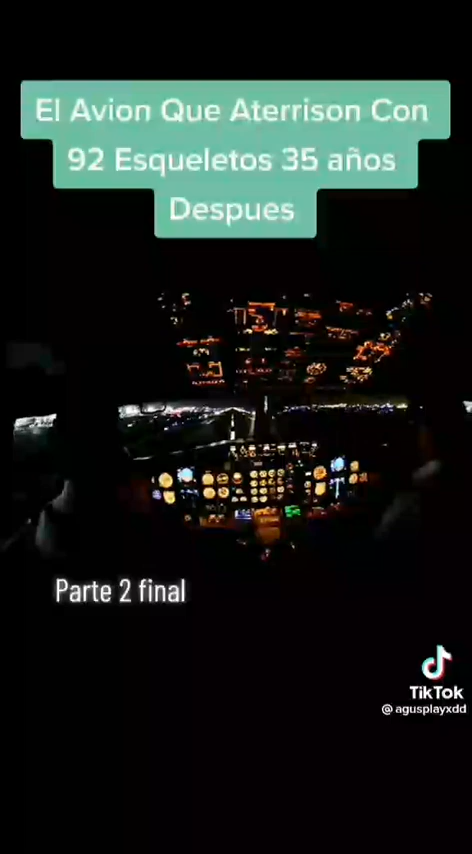 El Avion Que Aterrison Con
92 Esqueletos 35 años
Despues
Parte 2 final
TikTok
@ agusplayxdd